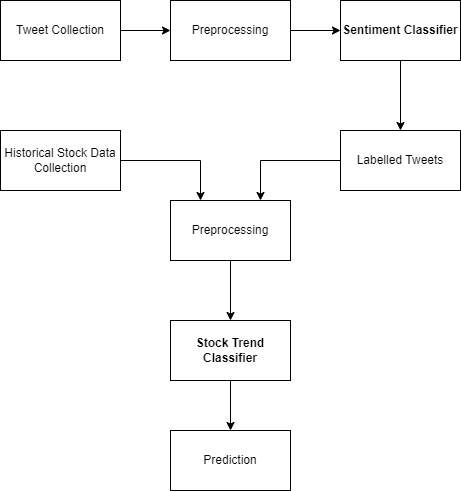 Tweet Collection
Preprocessing
Sentiment Classifier
Historical Stock Data
Collection
Labelled Tweets
Preprocessing
Stock Trend
Classifier
Prediction